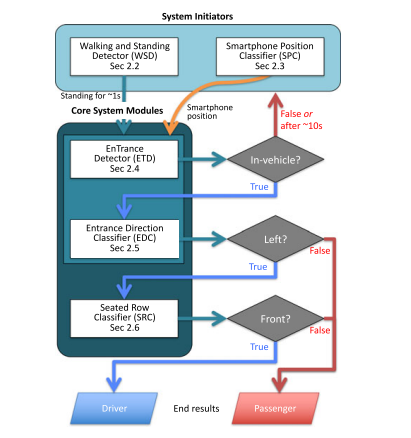 System Initiators
Walking and Standing
Detector (WSD)
Sec 2.2
Smartphone Position
Classifier (SPC)
Sec 2.3
Standing for ~1s
Smartphone
position
False or
after ~10s
Core System Modules
EnTrance
Detector (ETD)
Sec 2.4
In-vehicle?
True
Entrance Direction
Classifier (EDC)
Sec 2.5
Left?
True
False
Seated Row
Classifier (SRC)
Sec 2.6
Front?
True
False
Driver
End results
Passenger